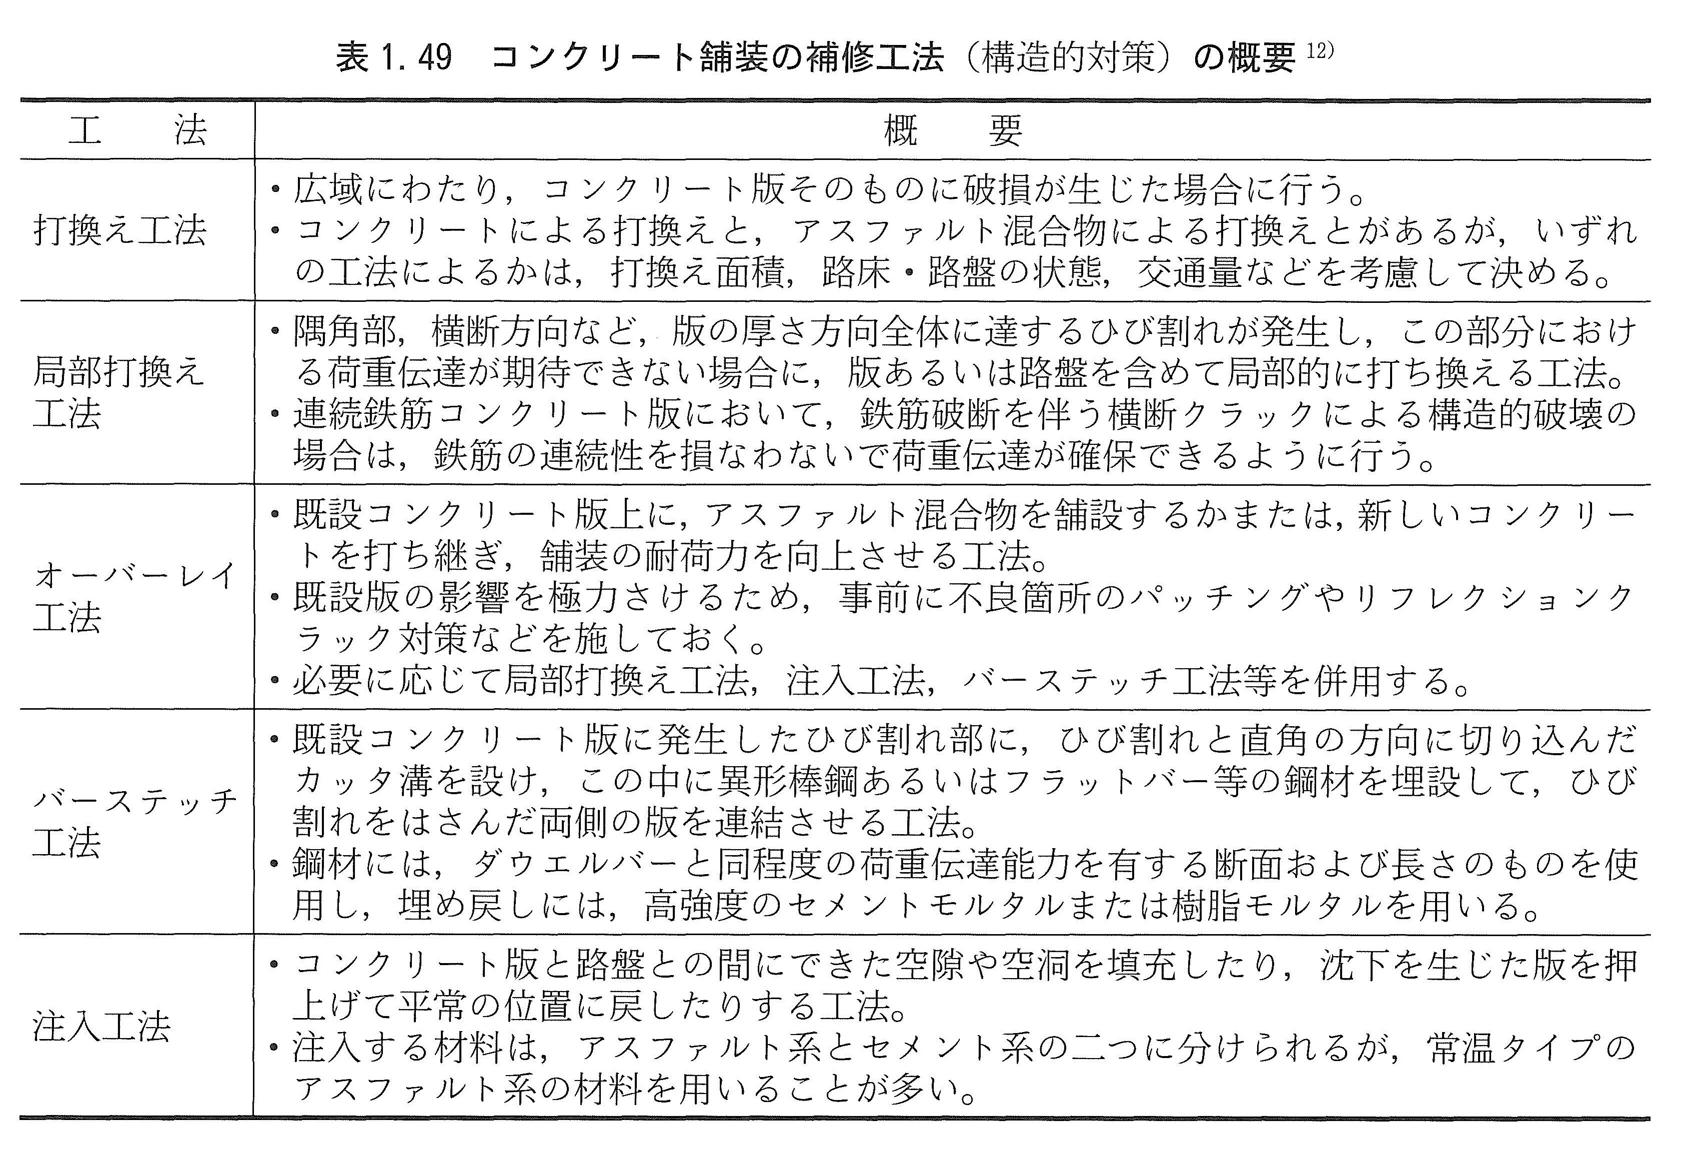 表1.49　コンクリート舗装の補修工法（構造的対策）の概要12)
工　法
概　要
打換え工法
・広域にわたり，コンクリート版そのものに破損が生じた場合に行う。
・コンクリートによる打換えと，アスファルト混合物による打換えとがあるが，いずれ
の工法によるかは，打換え面積，路床・路盤の状態，交通量などを考慮して決める。
局部打換え
工法
・隅角部，横断方向など，版の厚さ方向全体に達するひび割れが発生し，この部分におけ
る荷重伝達が期待できない場合に，版あるいは路盤を含めて局部的に打ち換える工法。
・連続鉄筋コンクリート版において，鉄筋破断を伴う横断クラックによる構造的破壊の
場合は，鉄筋の連続性を損なわないで荷重伝達が確保できるように行う。
オーバーレイ
工法
・既設コンクリート版上に，アスファルト混合物を舗設するかまたは，新しいコンクリー
トを打ち継ぎ，舗装の耐荷力を向上させる工法。
・既設版の影響を極力さけるため，事前に不良箇所のパッチングやリフレクションク
ラック対策などを施しておく。
・必要に応じて局部打換え工法，注入工法，バーステッチ工法等を併用する。
バーステッチ
工法
・既設コンクリート版に発生したひび割れ部に，ひび割れと直角の方向に切り込んだ
カッタ溝を設け，この中に異形棒鋼あるいはフラットバー等の鋼材を埋設して，ひび
割れをはさんだ両側の版を連結させる工法。
・鋼材には，ダウエルバーと同程度の荷重伝達能力を有する断面および長さのものを使
用し，埋め戻しには，高強度のセメントモルタルまたは樹脂モルタルを用いる。
注入工法
・コンクリート版と路盤との間にできた空隙や空洞を填充したり，沈下を生じた版を押
上げて平常の位置に戻したりする工法。
・注入する材料は，アスファルト系とセメント系の二つに分けられるが，常温タイプの
アスファルト系の材料を用いることが多い。